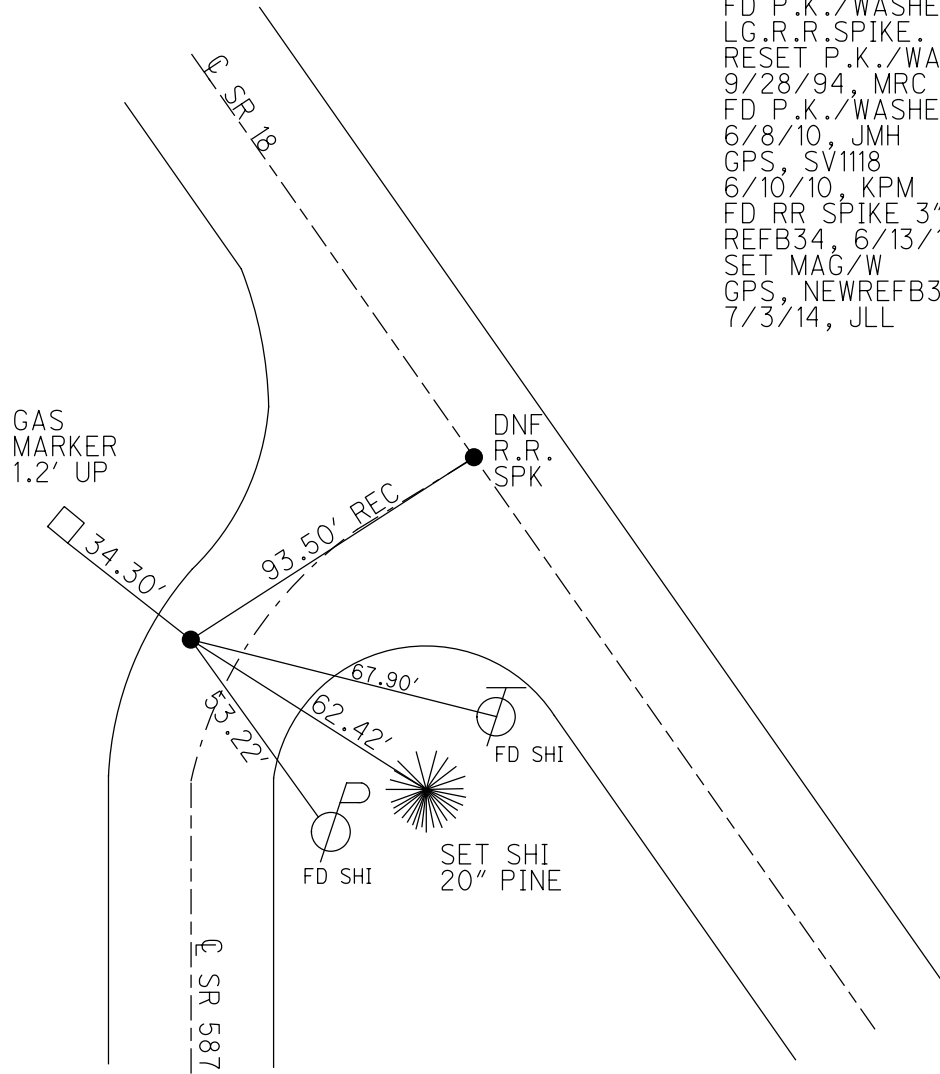 FD P.K./WASHE
LG.R.R.SPIKE.
RESET P.K./WA
9/28/94, MRC
FD P.K./WASHE
6/8/10, JMH
GPS, SV1118
6/10/10, KPM
FD RR SPIKE 3"
REFB34, 6/13/1
SET MAG/W
GPS, NEWREFB3
7/3/14, JLL
℄ SR 18
GAS
MARKER
1.2' UP
DNF
R.R.
SPK
34.30'
93.50' REC
67.90'
62.42'
53.22'
FD SHI
FD SHI
SET SHI
20" PINE
℄ SR 587